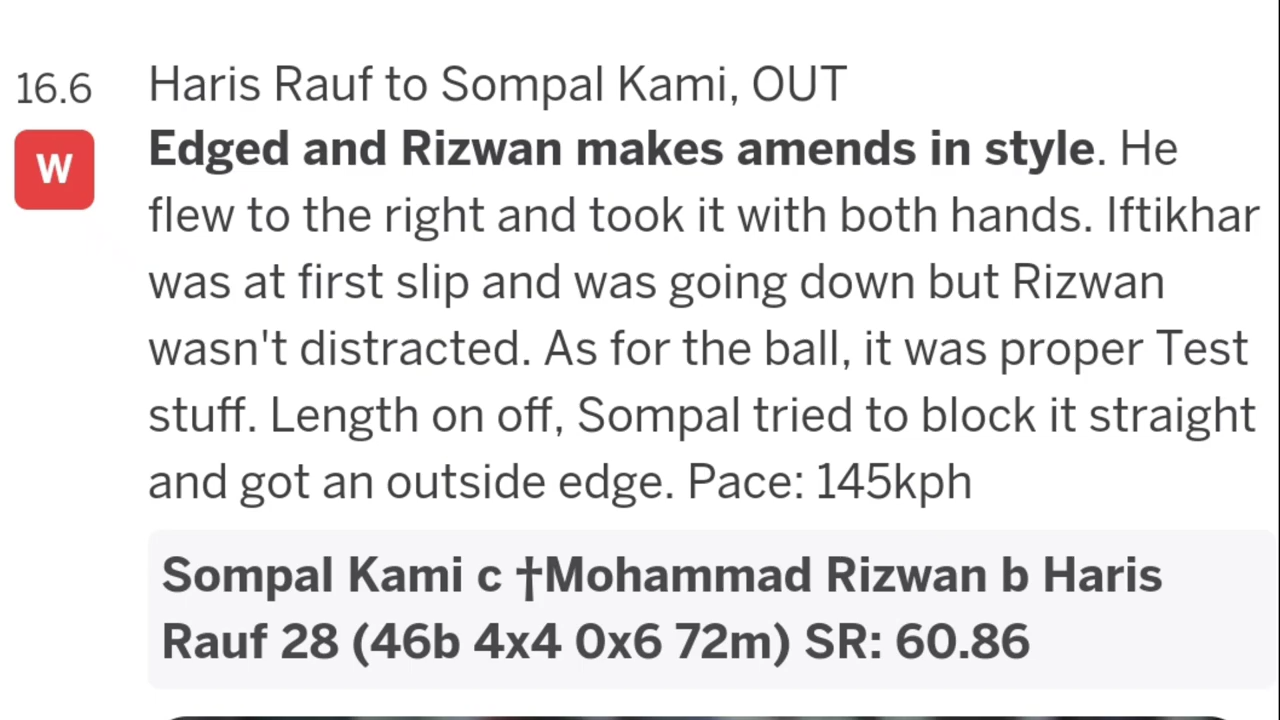 16.6 Haris Rauf to Sompal Kami, OUT
W
Edged and Rizwan makes amends in style. He
flew to the right and took it with both hands. Iftikhar
was at first slip and was going down but Rizwan
wasn't distracted. As for the ball, it was proper Test
stuff. Length on off, Sompal tried to block it straight
and got an outside edge. Pace: 145kph
Sompal Kami c †Mohammad Rizwan b Haris
Rauf 28 (46b 4x4 0x6 72m) SR: 60.86